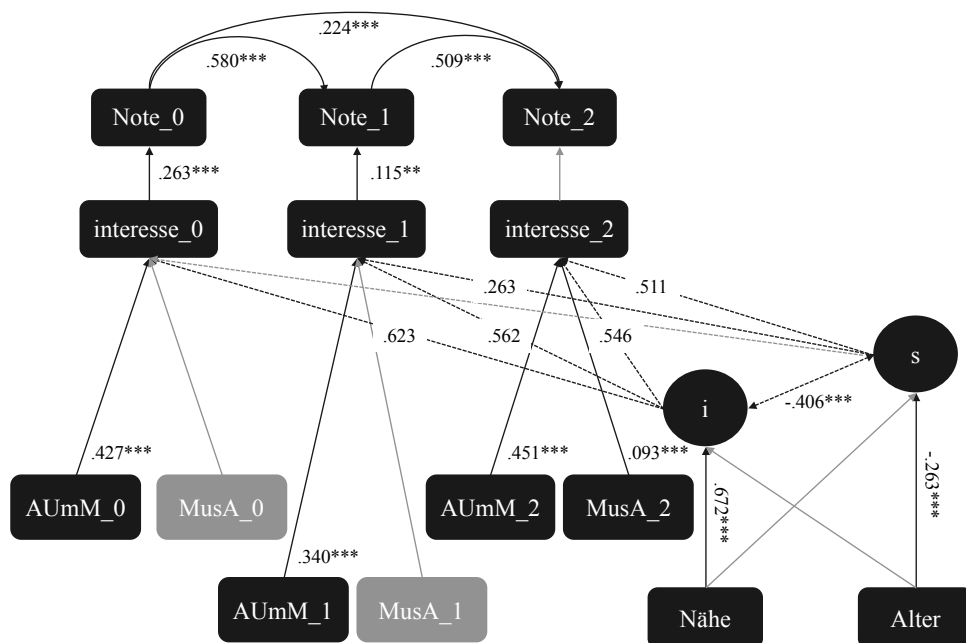 .224***
.580***
.509***
Note_0
Note_1
Note_2
.263***
.115**
interesse_0
interesse_1
interesse_2
.263
.511
.623
.562
.546
s
i
-.406***
.427***
.451***
.093***
AUmM_0
MusA_0
AUmM_2
MusA_2
.672***
-.263***
.340***
AUmM_1
MusA_1
Nähe
Alter